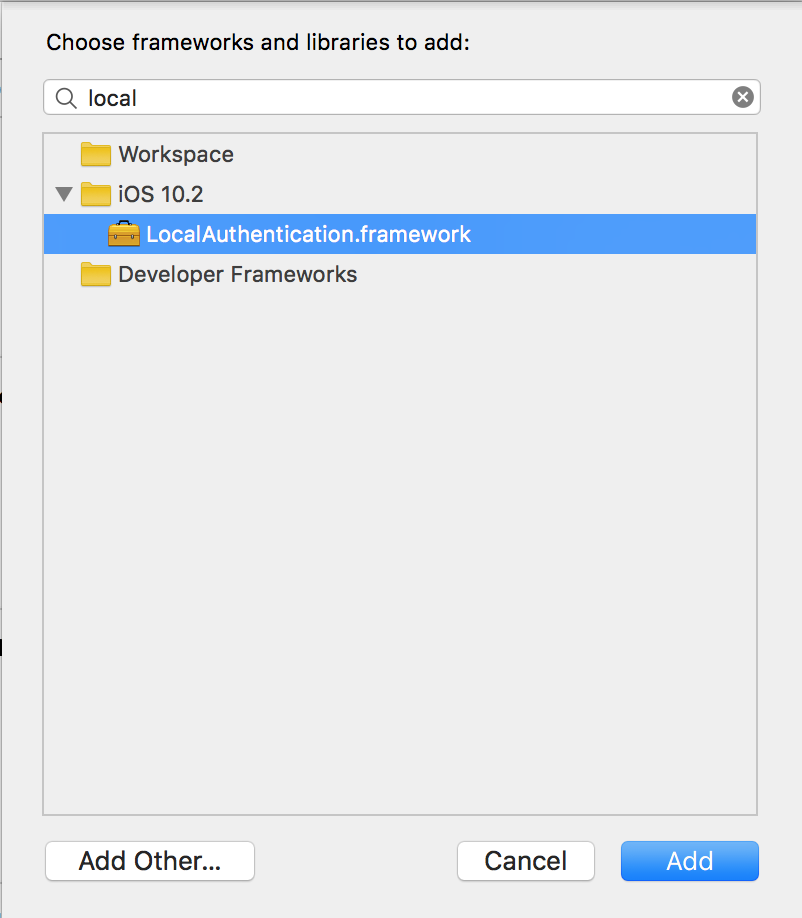 Choose frameworks and libraries to add:
local
Workspace
iOS 10.2
LocalAuthentication.framework
Developer Frameworks
Add Other...
Cancel
Add